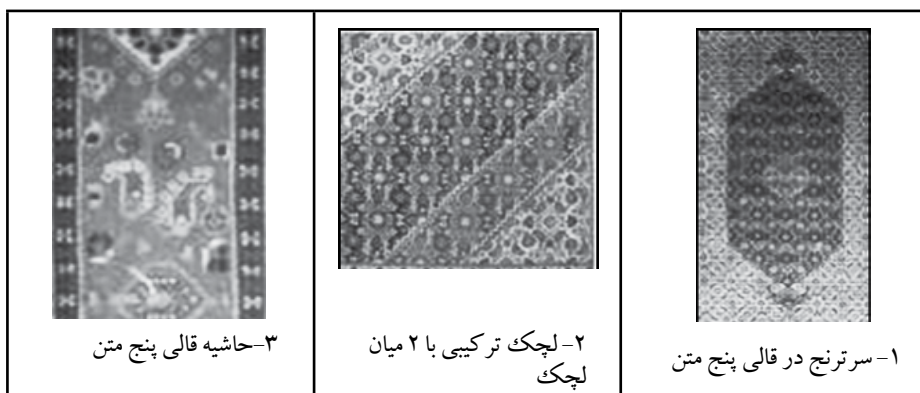 ۱- سرترنج در قالی پنج متن
۲- لچک ترکیبی با ۲ میان
لچک
۳-حاشیه قالی پنج متن